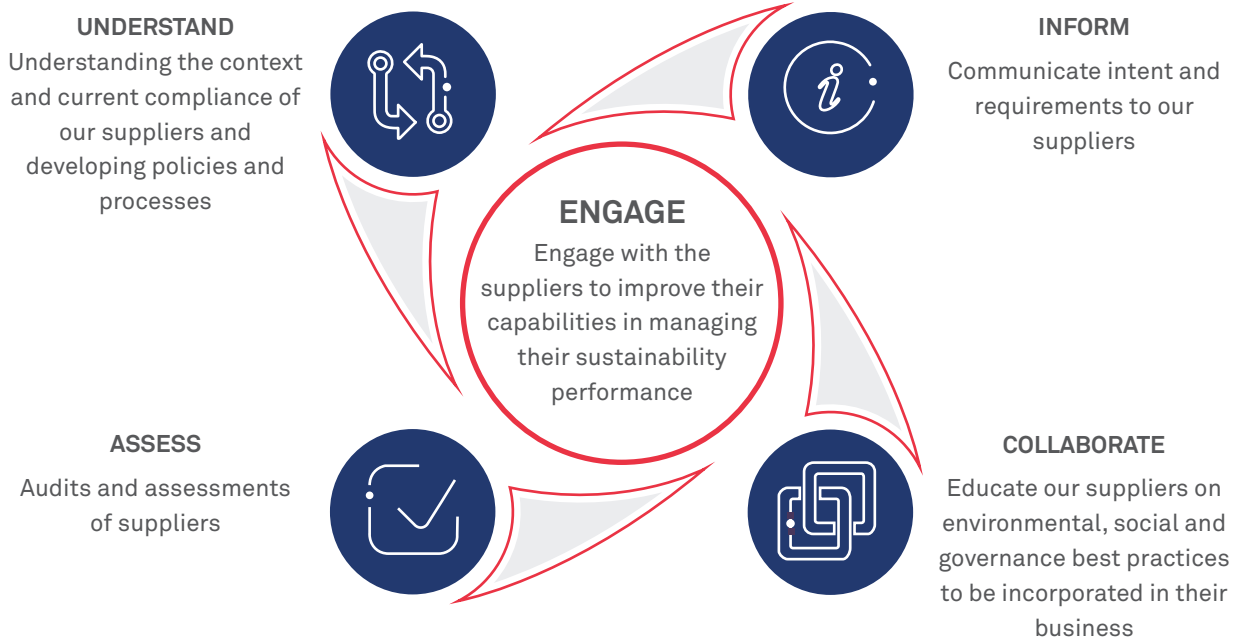 UNDERSTAND
Understanding the context
and current compliance of
our suppliers and
developing policies and
processes
INFORM
Communicate intent and
requirements to our
suppliers
ENGAGE
Engage with the
suppliers to improve their
capabilities in managing
their sustainability
performance
ASSESS
Audits and assessments
of suppliers
COLLABORATE
Educate our suppliers on
environmental, social and
governance best practices
to be incorporated in their
business